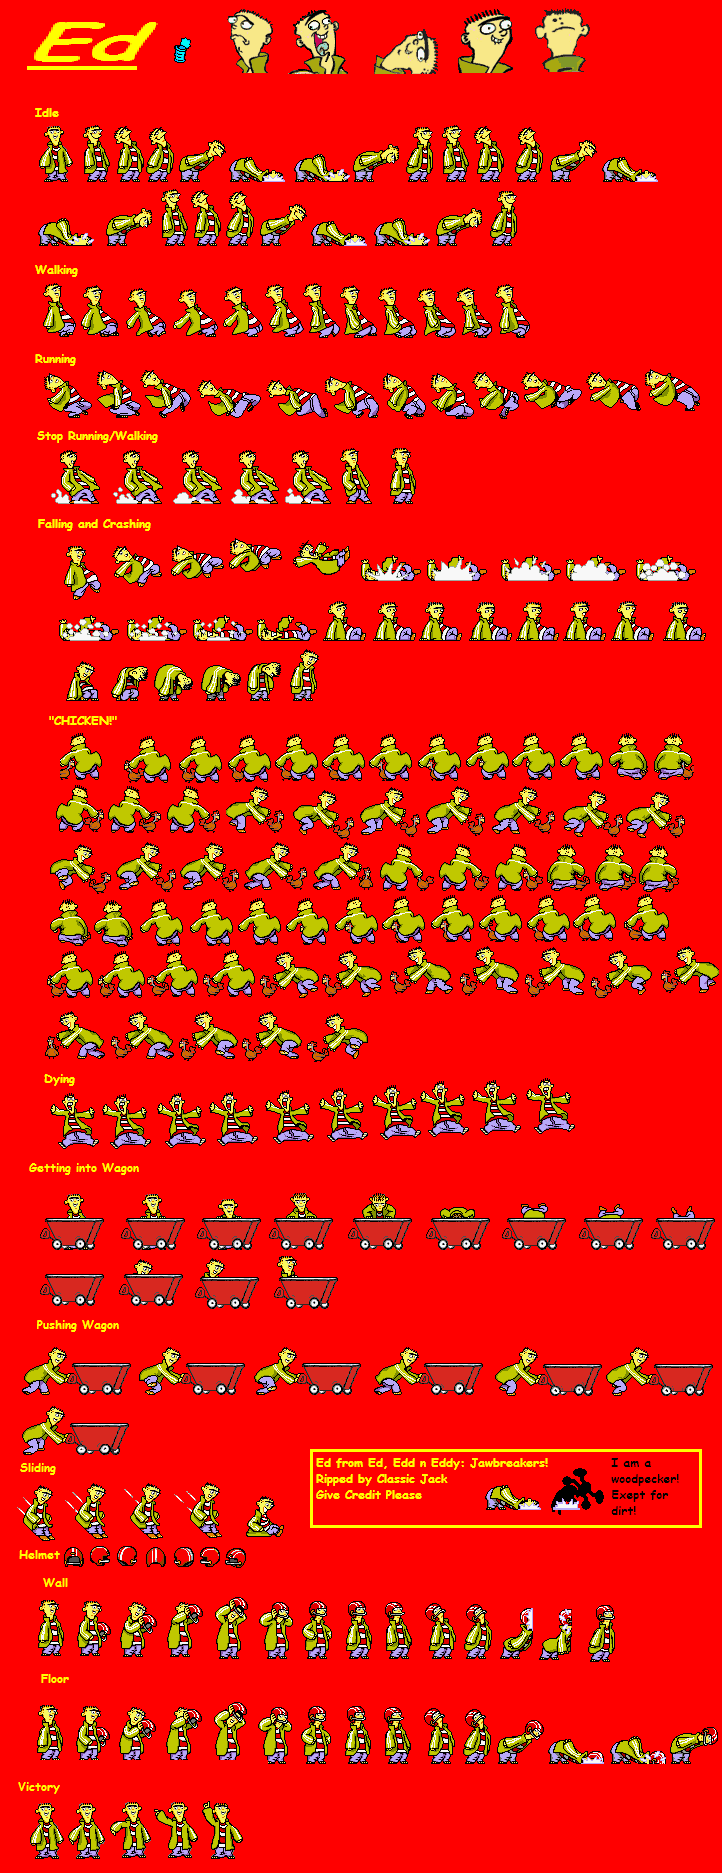 Ed
Idle
Walking
Running
Stop Running/Walking
Falling and Crashing
"CHICKEN!"
Dying
Getting into Wagon
Pushing Wagon
Sliding
Ed from Ed, Edd n Eddy: Jawbreakers!
Ripped by Classic Jack
Give Credit Please
I am a
woodpecker!
Exept for
dirt!
Helmet
Wall
Floor
Victory